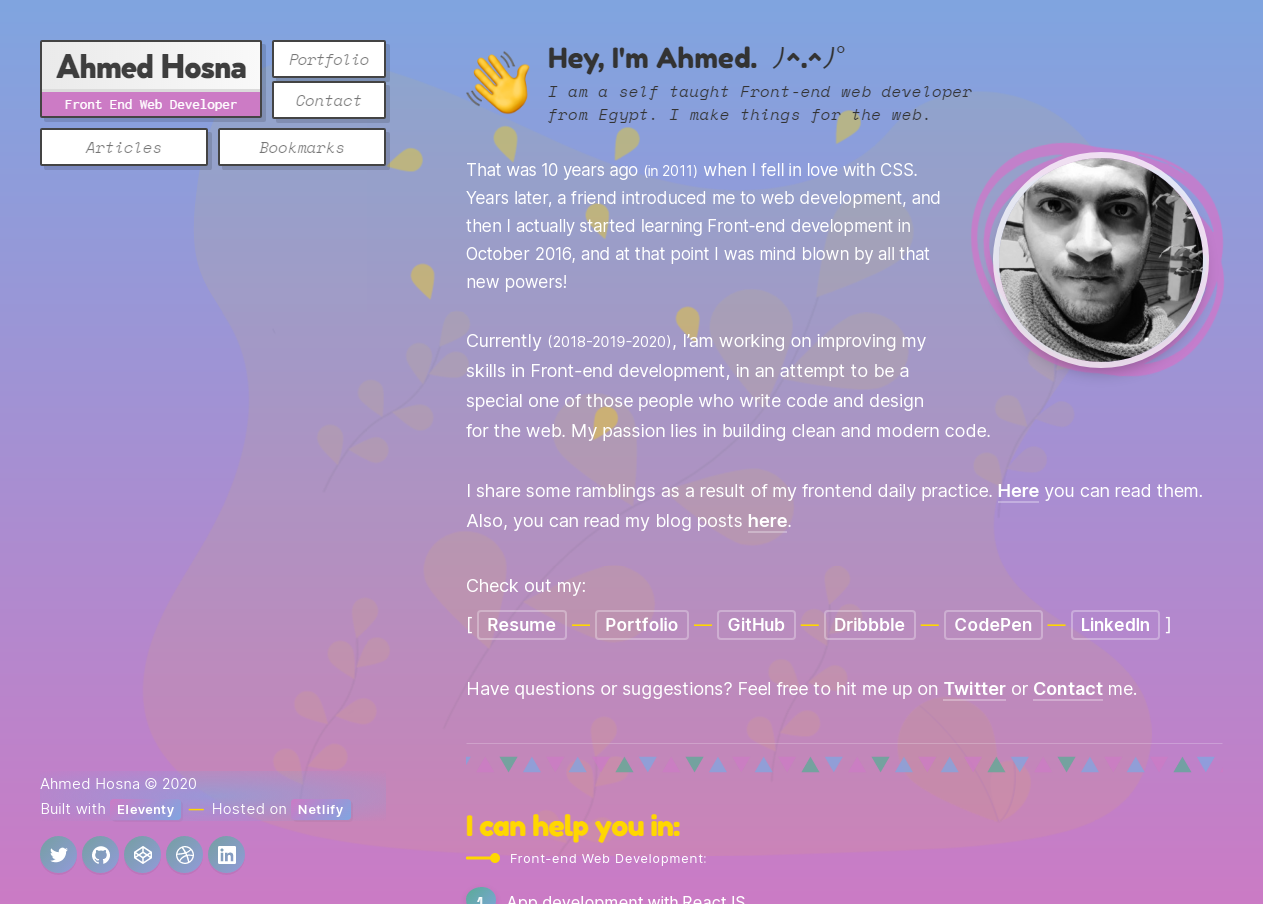 Ahmed Hosna
Front End Web Developer
Portfolio
Contact
Articles
Bookmarks
Hey, I'm Ahmed. ﾉ^.^ﾉﾟ
I am a self taught Front-end web developer
from Egypt. I make things for the web.
That was 10 years ago (in 2011) when I fell in love with CSS.
Years later, a friend introduced me to web development, and
then I actually started learning Front-end development in
October 2016, and at that point I was mind blown by all that
new powers!
Currently (2018-2019-2020), I'am working on improving my
skills in Front-end development, in an attempt to be a
special one of those people who write code and design
for the web. My passion lies in building clean and modern code.
I share some ramblings as a result of my frontend daily practice. Here you can read them.
Also, you can read my blog posts here.
Check out my:
[ Resume — Portfolio — GitHub — Dribbble — CodePen — LinkedIn ]
Have questions or suggestions? Feel free to hit me up on Twitter or Contact me.
I can help you in:
Front-end Web Development:
1 App development with ReactJS
Ahmed Hosna © 2020
Built with Eleventy — Hosted on Netlify